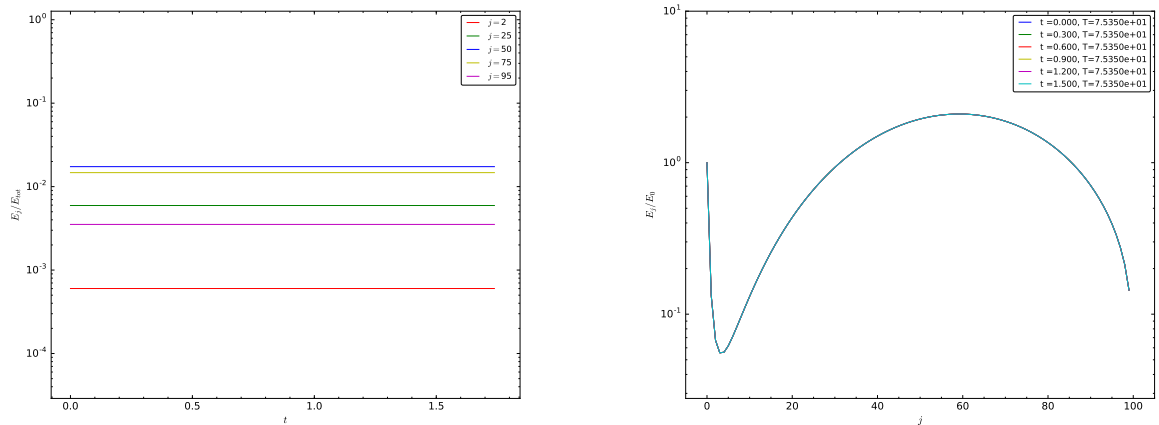 10^0
10^-1
10^-2
10^-3
10^-4
E_j/E_tot
0.0 0.5 1.0 1.5
t
j = 2
j = 25
j = 50
j = 75
j = 95
10^1
10^0
10^-1
E_j/E_0
0 20 40 60 80 100
j
t =0.000, T=7.5350e+01
t =0.300, T=7.5350e+01
t =0.600, T=7.5350e+01
t =0.900, T=7.5350e+01
t =1.200, T=7.5350e+01
t =1.500, T=7.5350e+01